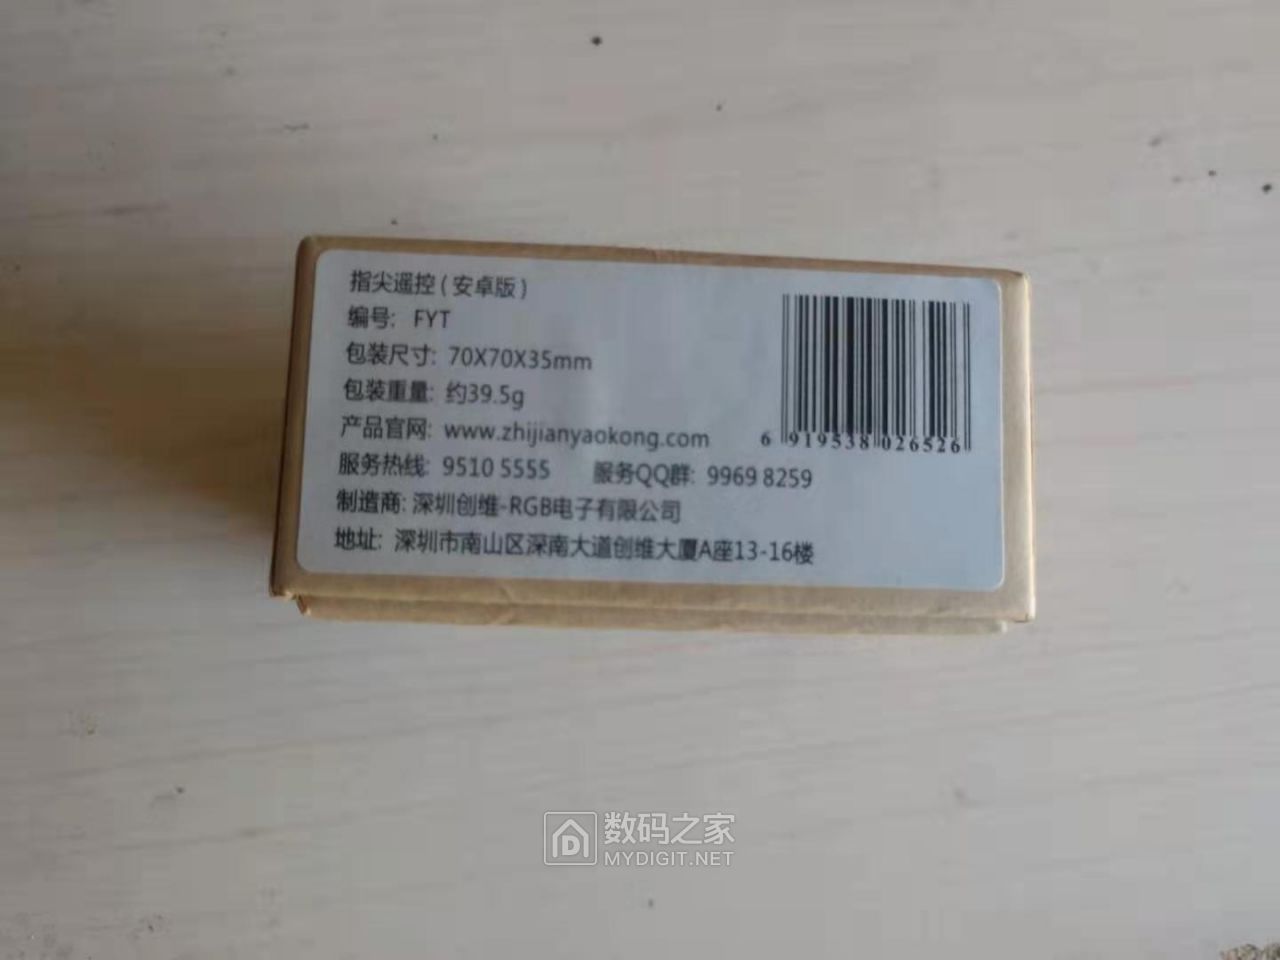 指尖遥控(安卓版)
编号: FYT
包装尺寸: 70X70X35mm
包装重量: 约39.5g
产品官网: www.zhijianyaokong.com
服务热线: 9510 5555 服务QQ群: 9969 8259
制造商: 深圳创维-RGB电子有限公司
地址: 深圳市南山区深南大道创维大厦A座13-16楼
6 919538 026526
数码之家
MYDIGIT.NET